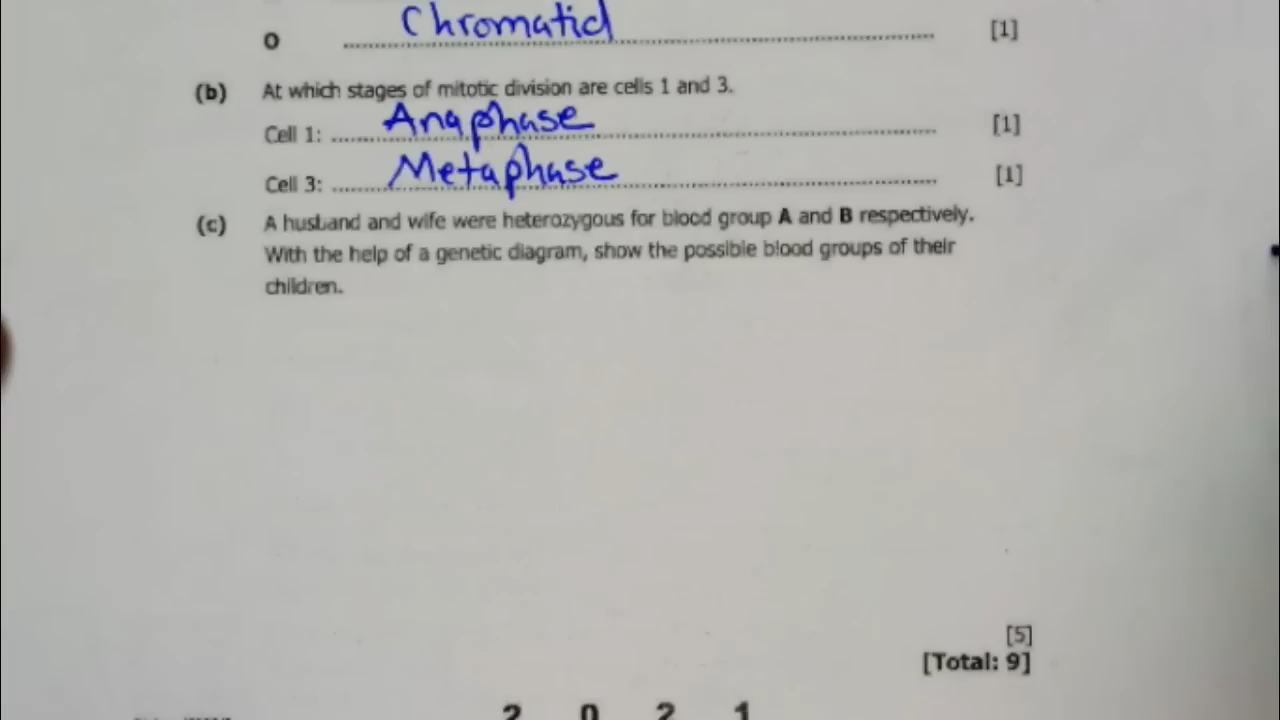 Chromatid
O ........................ [1]
(b) At which stages of mitotic division are cells 1 and 3.
Cell 1: Anaphase [1]
Cell 3: Metaphase [1]
(c) A husband and wife were heterozygous for blood group A and B respectively.
With the help of a genetic diagram, show the possible blood groups of their
children.
[5]
[Total: 9]
2 0 2 1